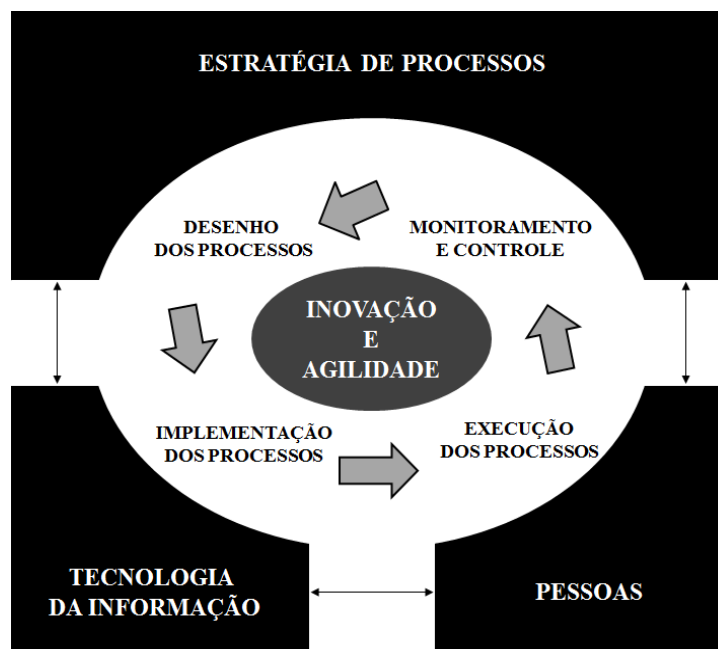 ESTRATÉGIA DE PROCESSOS
DESENHO
DOS PROCESSOS
MONITORAMENTO
E CONTROLE
INOVAÇÃO
E
AGILIDADE
IMPLEMENTAÇÃO
DOS PROCESSOS
EXECUÇÃO
DOS PROCESSOS
TECNOLOGIA
DA INFORMAÇÃO
PESSOAS